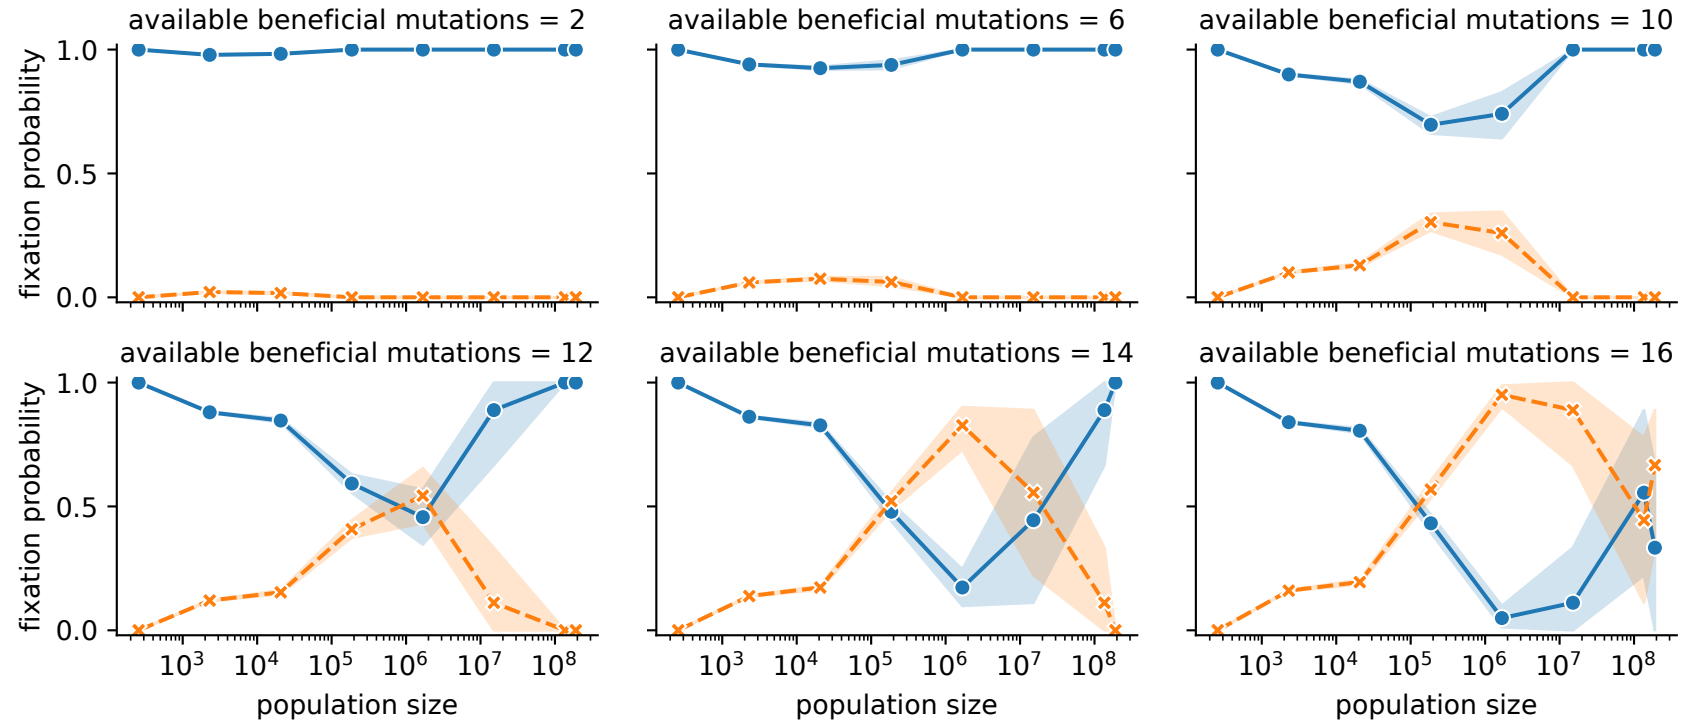 available beneficial mutations = 2
available beneficial mutations = 6
available beneficial mutations = 10
fixation probability
1.0
0.5
0.0
available beneficial mutations = 12
available beneficial mutations = 14
available beneficial mutations = 16
fixation probability
1.0
0.5
0.0
10³ 10⁴ 10⁵ 10⁶ 10⁷ 10⁸
10³ 10⁴ 10⁵ 10⁶ 10⁷ 10⁸
10³ 10⁴ 10⁵ 10⁶ 10⁷ 10⁸
population size
population size
population size